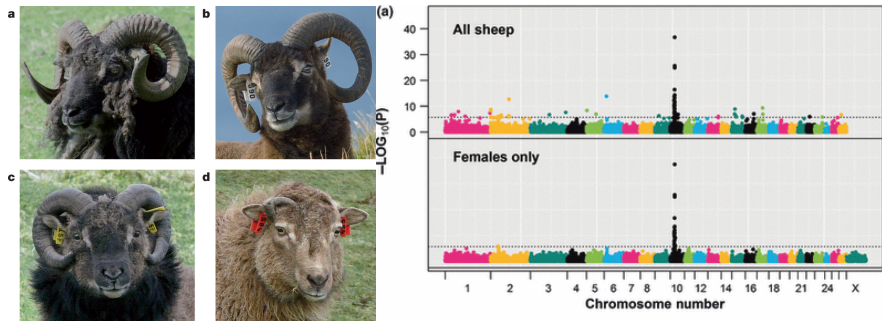 a
b
c
d
(a)
All sheep
Females only
–LOG10(P)
40
30
20
10
0
1 2 3 4 5 6 7 8 9 10 12 14 16 18 21 24 X
Chromosome number